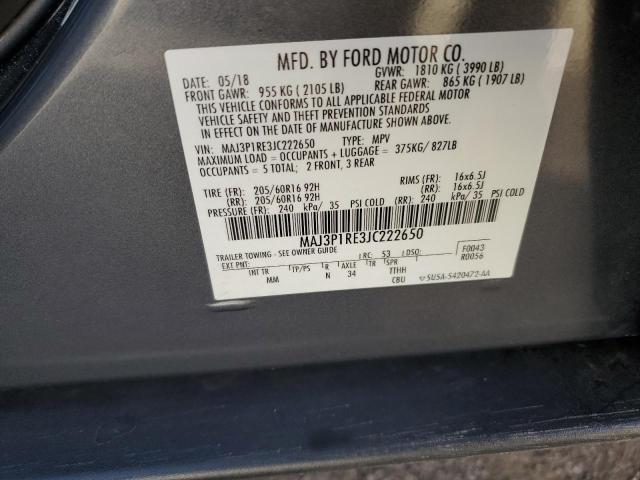 MFD. BY FORD MOTOR CO.
DATE: 05/18 GVWR: 1810 KG ( 3990 LB)
FRONT GAWR: 955 KG ( 2105 LB) REAR GAWR: 865 KG ( 1907 LB)
THIS VEHICLE CONFORMS TO ALL APPLICABLE FEDERAL MOTOR
VEHICLE SAFETY AND THEFT PREVENTION STANDARDS
IN EFFECT ON THE DATE OF MANUFACTURE SHOWN ABOVE.
VIN: MAJ3P1RE3JC222650 TYPE: MPV
MAXIMUM LOAD = OCCUPANTS + LUGGAGE = 375KG/ 827LB
OCCUPANTS = 5 TOTAL; 2 FRONT, 3 REAR
TIRE (FR): 205/60R16 92H RIMS (FR): 16x6.5J
(RR): 205/60R16 92H (RR): 16x6.5J
PRESSURE (FR): 240 kPa/ 35 PSI COLD (RR): 240 kPa/ 35 PSI COLD
MAJ3P1RE3JC222650
TRAILER TOWING - SEE OWNER GUIDE
EXT PNT: RC: 53 DSO: F0043
R0056
INT TR TP/PS R AXLE TR SPR
MM N 34 TTHH
CBU 5U5A-5420472-AA